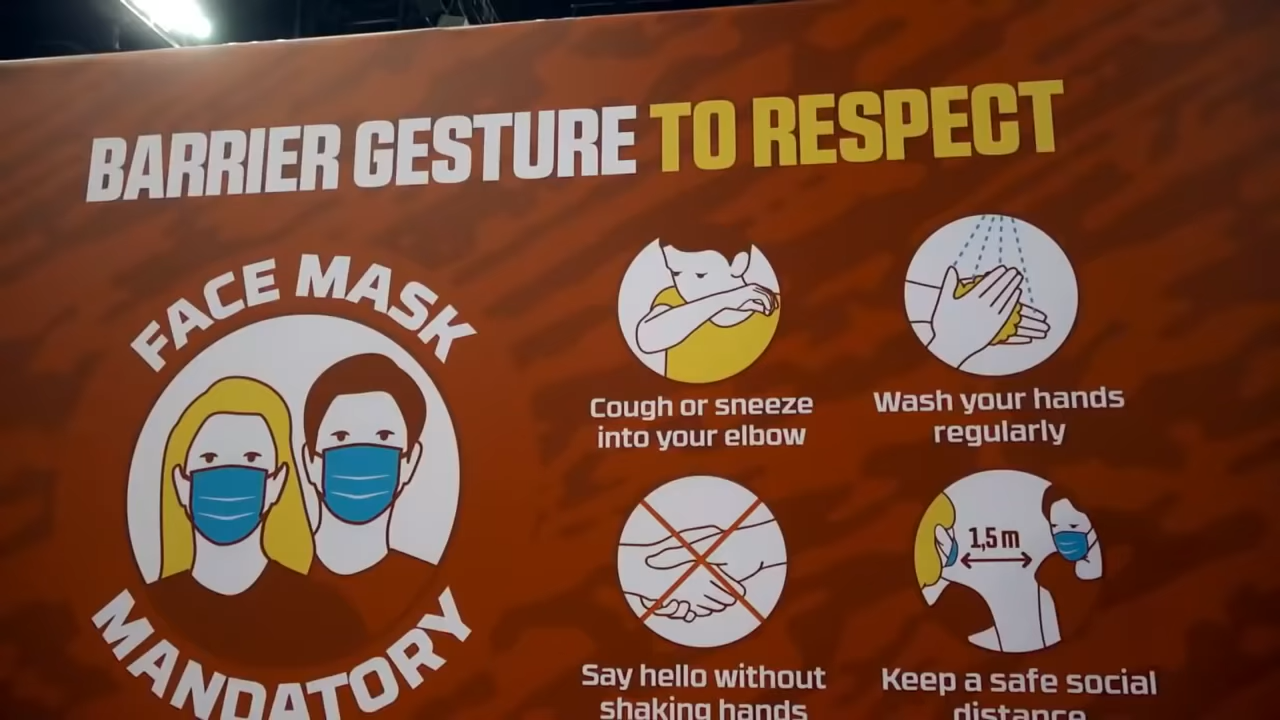 BARRIER GESTURE TO RESPECT
FACE MASK
MANDATORY
Cough or sneeze
into your elbow
Wash your hands
regularly
1,5 m
Say hello without
shaking hands
Keep a safe social
distance